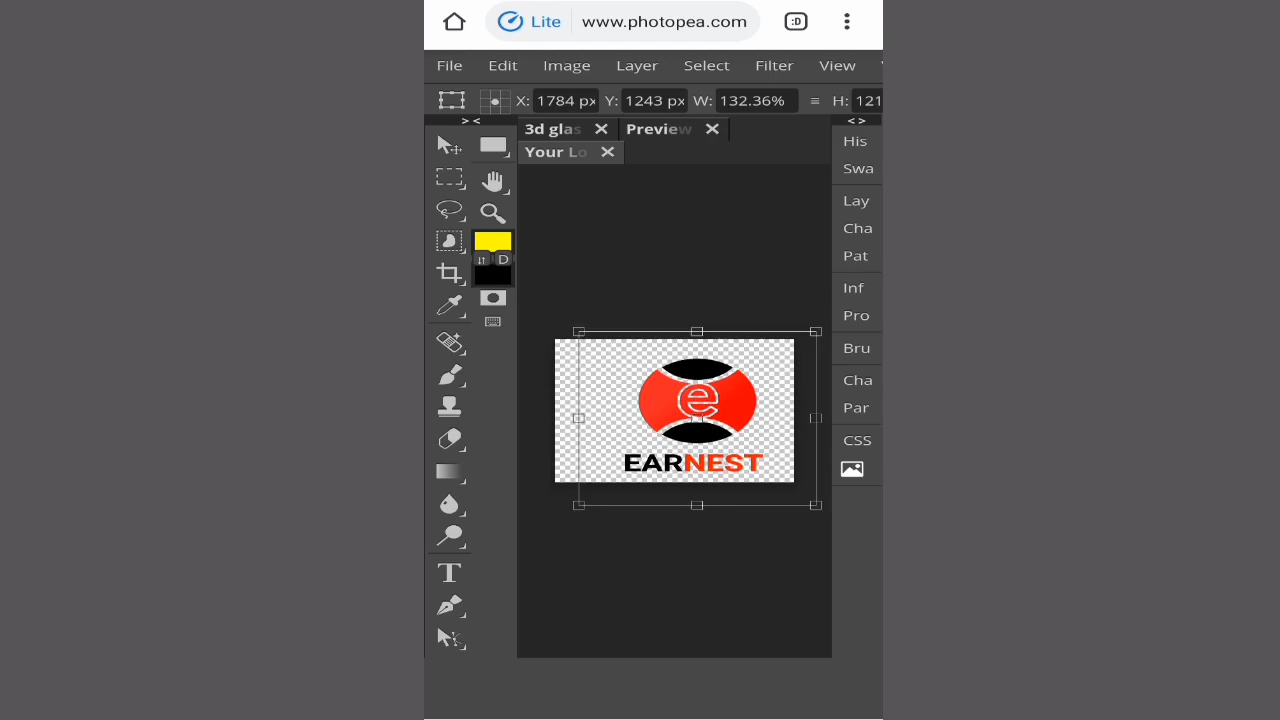 Lite www.photopea.com :D
File Edit Image Layer Select Filter View
X: 1784 px Y: 1243 px W: 132.36% H: 121
> < < >
3d glas Preview
Your Lo
His
Swa
Lay
Cha
Pat
Inf
Pro
Bru
Cha
Par
CSS
D
T
e
EARNEST